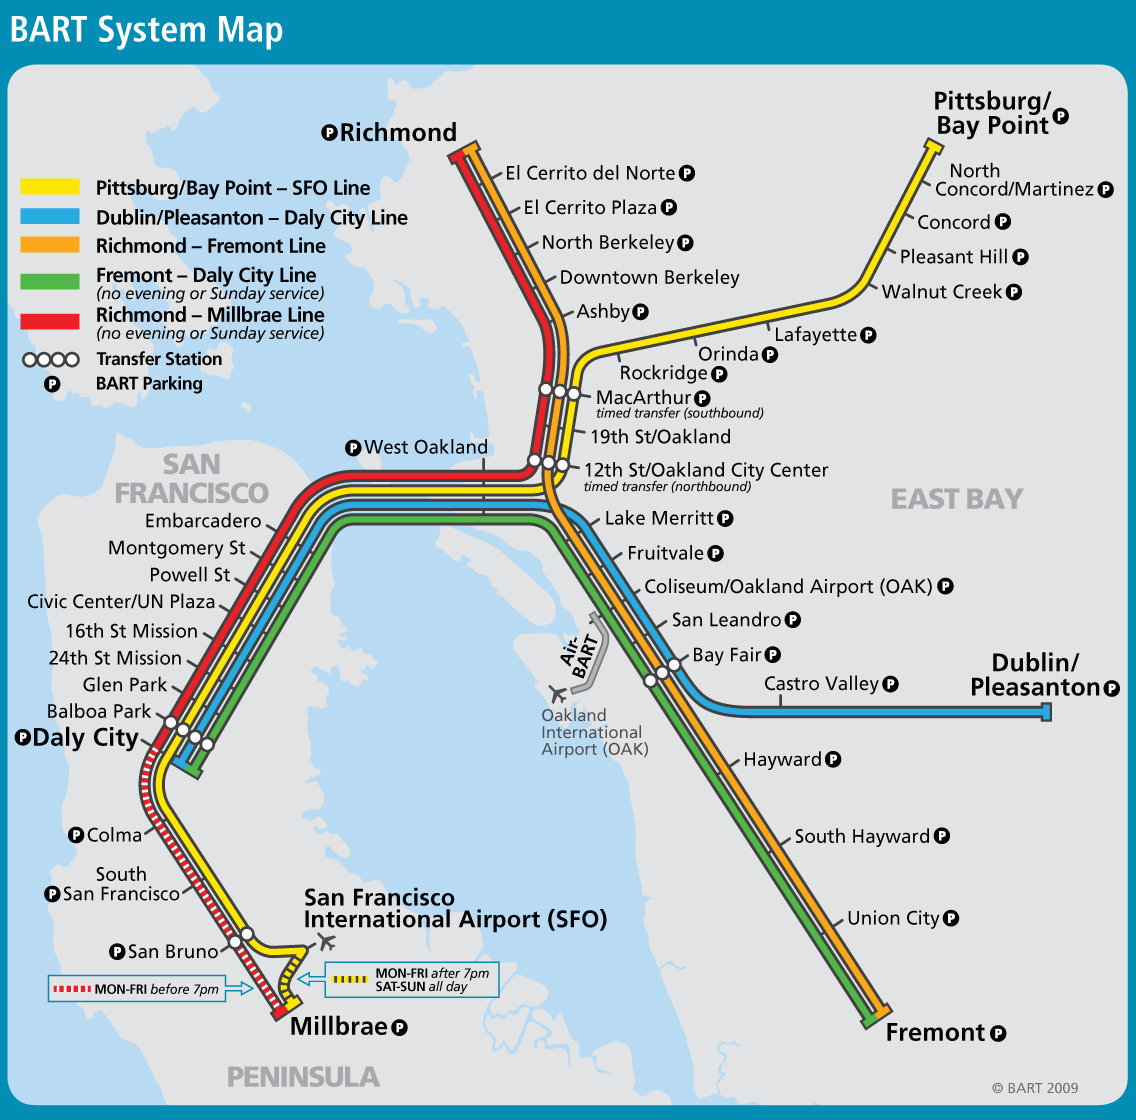 BART System Map
Pittsburg/
Bay Point P
P Richmond
North
Concord/Martinez P
El Cerrito del Norte P
Pittsburg/Bay Point – SFO Line
El Cerrito Plaza P
Dublin/Pleasanton – Daly City Line
Concord P
North Berkeley P
Richmond – Fremont Line
Pleasant Hill P
Fremont – Daly City Line
(no evening or Sunday service)
Downtown Berkeley
Walnut Creek P
Richmond – Millbrae Line
(no evening or Sunday service)
Ashby P
Lafayette P
Transfer Station
Orinda P
P BART Parking
Rockridge P
MacArthur P
timed transfer (southbound)
19th St/Oakland
P West Oakland
SAN
FRANCISCO
12th St/Oakland City Center
timed transfer (northbound)
EAST BAY
Embarcadero
Lake Merritt P
Montgomery St
Fruitvale P
Powell St
Coliseum/Oakland Airport (OAK) P
Civic Center/UN Plaza
San Leandro P
16th St Mission
Air-
BART
24th St Mission
Bay Fair P
Dublin/
Pleasanton P
Glen Park
Castro Valley P
Balboa Park
Oakland
International
Airport (OAK)
P Daly City
Hayward P
P Colma
South Hayward P
South
P San Francisco
San Francisco
International Airport (SFO)
Union City P
P San Bruno
MON-FRI after 7pm
SAT-SUN all day
MON-FRI before 7pm
Millbrae P
Fremont P
PENINSULA
© BART 2009